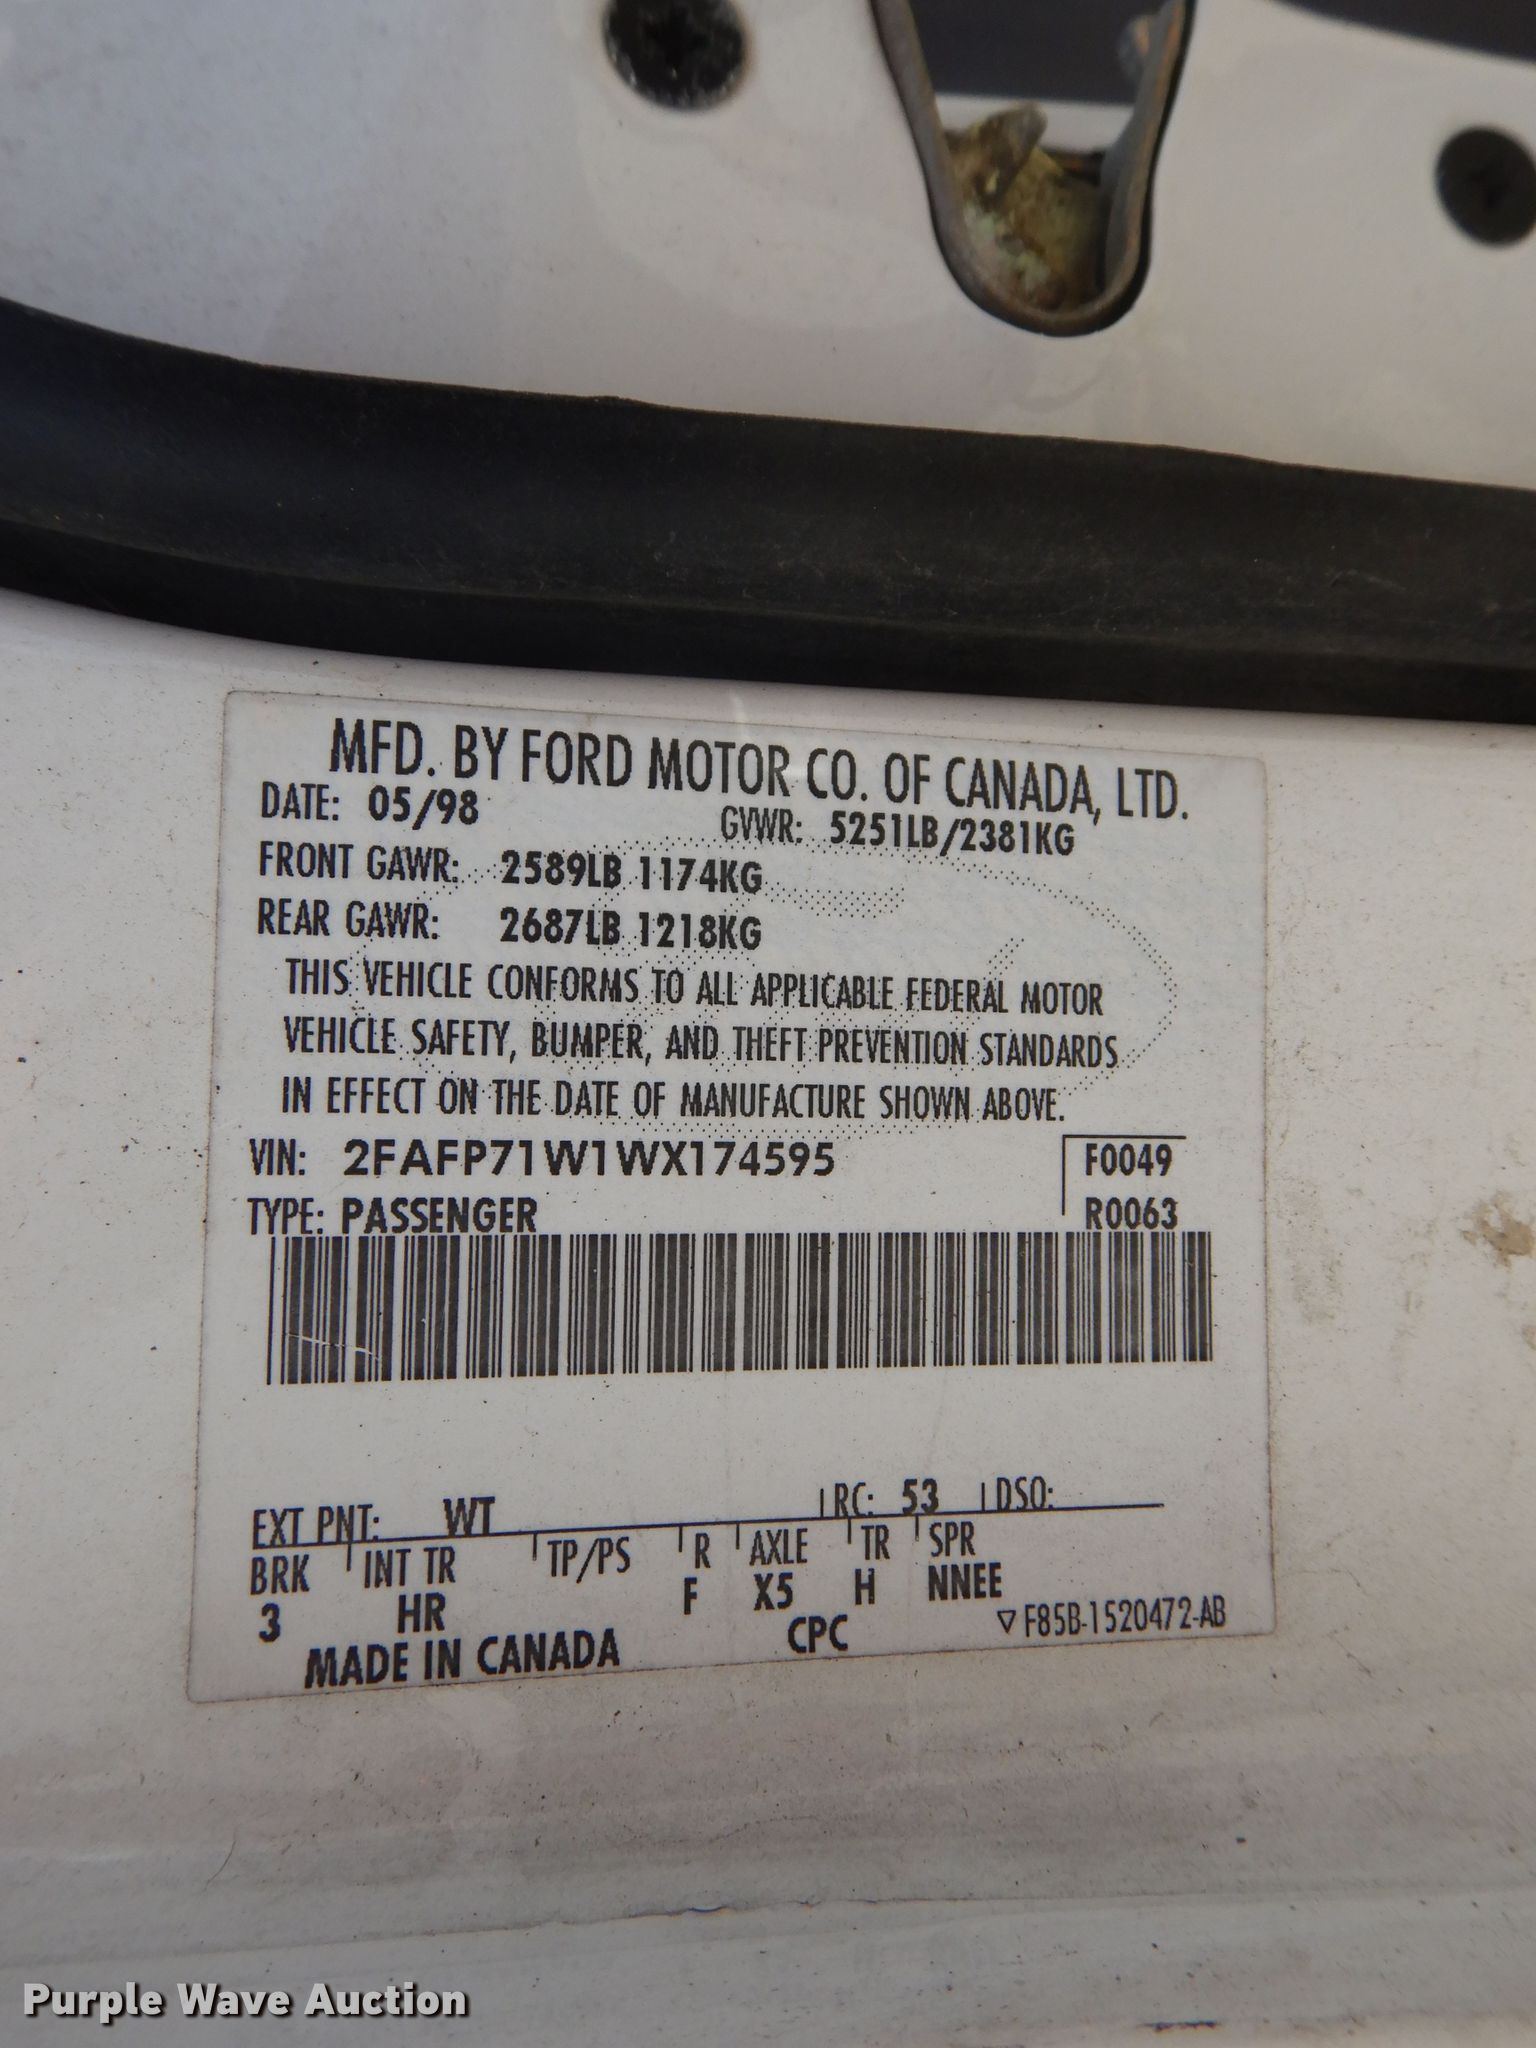 MFD. BY FORD MOTOR CO. OF CANADA, LTD.
DATE: 05/98 GVWR: 5251LB/2381KG
FRONT GAWR: 2589LB 1174KG
REAR GAWR: 2687LB 1218KG
THIS VEHICLE CONFORMS TO ALL APPLICABLE FEDERAL MOTOR
VEHICLE SAFETY, BUMPER, AND THEFT PREVENTION STANDARDS
IN EFFECT ON THE DATE OF MANUFACTURE SHOWN ABOVE.
VIN: 2FAFP71W1WX174595 F0049
TYPE: PASSENGER R0063
EXT PNT: WT RC: 53 DSO:
BRK INT TR TP/PS R AXLE TR SPR
3 HR F X5 H NNEE
MADE IN CANADA CPC ▽ F85B-1520472-AB
Purple Wave Auction